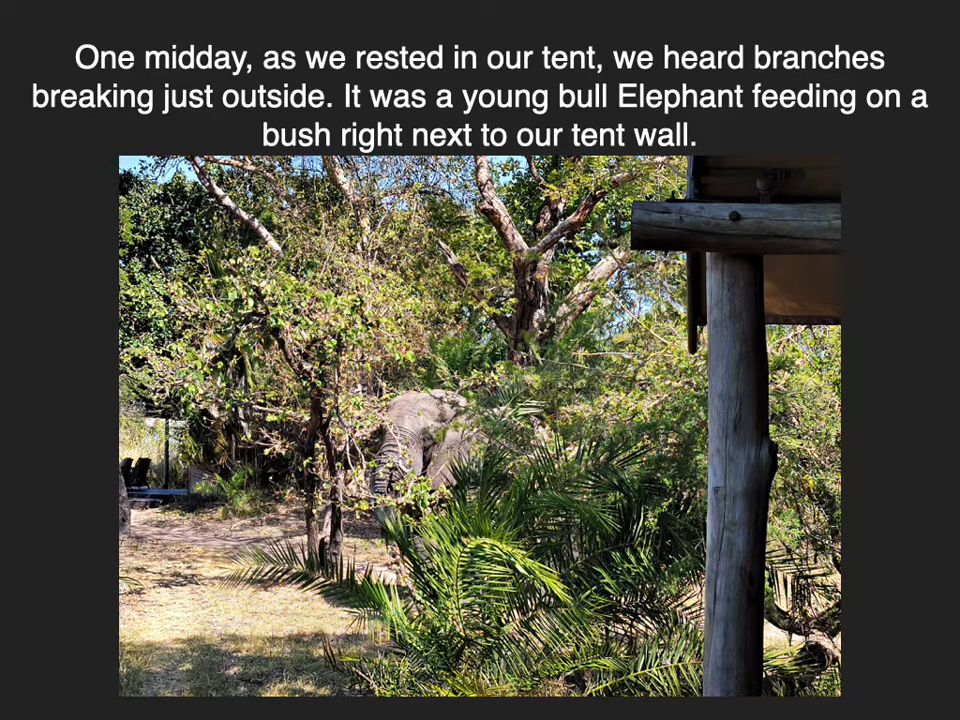 One midday, as we rested in our tent, we heard branches
breaking just outside. It was a young bull Elephant feeding on a
bush right next to our tent wall.